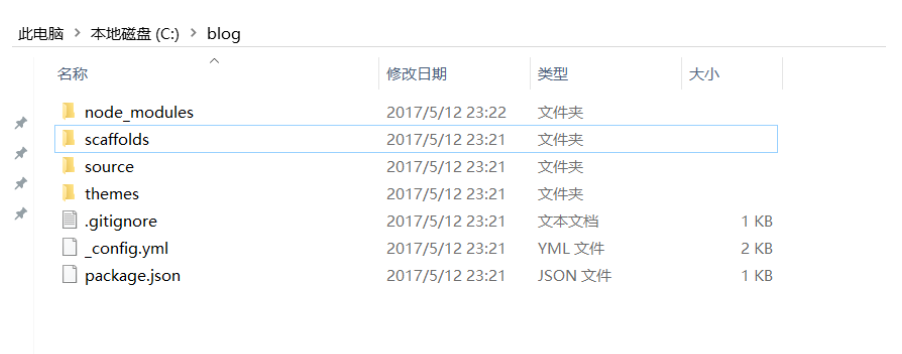 此电脑 > 本地磁盘 (C:) > blog
名称 修改日期 类型 大小
node_modules 2017/5/12 23:22 文件夹
scaffolds 2017/5/12 23:21 文件夹
source 2017/5/12 23:21 文件夹
themes 2017/5/12 23:21 文件夹
.gitignore 2017/5/12 23:21 文本文档 1 KB
_config.yml 2017/5/12 23:21 YML 文件 2 KB
package.json 2017/5/12 23:21 JSON 文件 1 KB